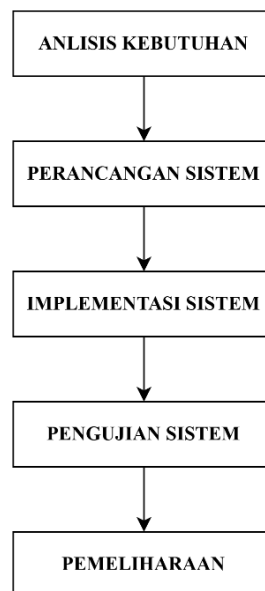 ANLISIS KEBUTUHAN
PERANCANGAN SISTEM
IMPLEMENTASI SISTEM
PENGUJIAN SISTEM
PEMELIHARAAN